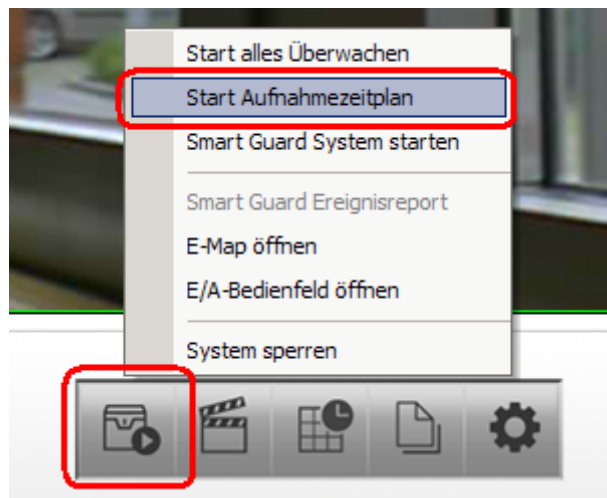 Start alles Überwachen
Start Aufnahmezeitplan
Smart Guard System starten
Smart Guard Ereignisreport
E-Map öffnen
E/A-Bedienfeld öffnen
System sperren